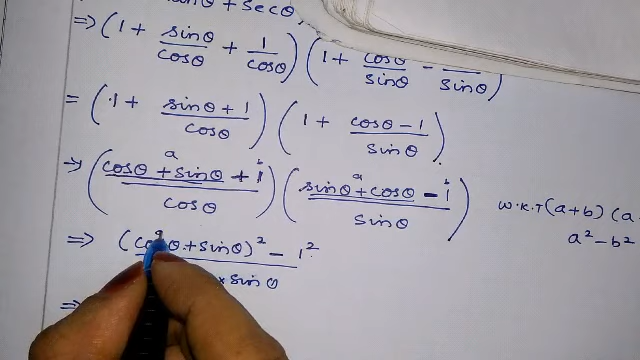 + secθ,
⇒ (1 + sinθ/cosθ + 1/cosθ) (1 + cosθ/sinθ - /sinθ)
= (1 + sinθ+1/cosθ) (1 + cosθ-1/sinθ).
⇒ (cosθ + sinθ + 1/cosθ) (sinθ + cosθ - 1/sinθ)
a b a b
w.k.T (a+b) (a
a² - b²
⇒ (cosθ + sinθ)² - 1²
× sinθ
⇒